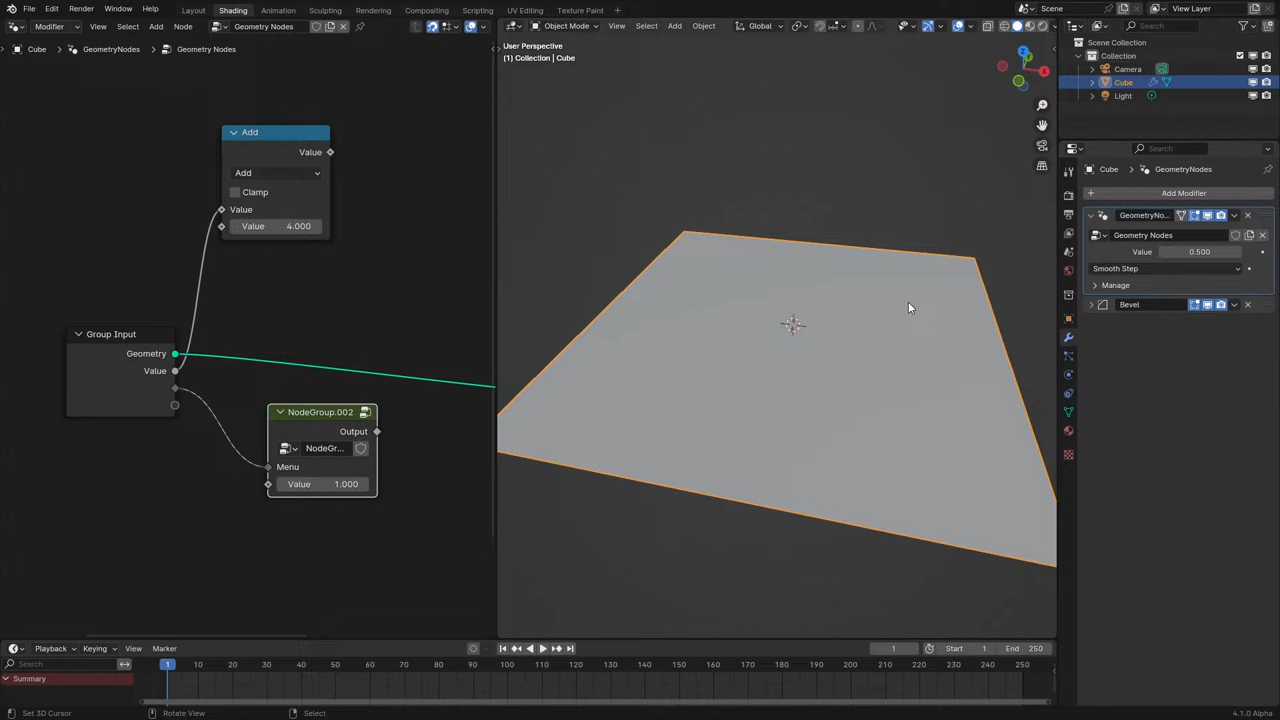 File Edit Render Window Help Layout Shading Animation Sculpting Rigging Rendering Compositing Scripting UV Editing Texture Paint + Scene View Layer
Modifier View Select Add Node Geometry Nodes Object Mode View Select Add Object Global Search
Cube GeometryNodes Geometry Nodes
User Perspective
(1) Collection | Cube
X
Z
Scene Collection
Collection
Camera
Cube
Light
Search
Cube GeometryNodes
Add Modifier
GeometryNo...
Geometry Nodes
Value 0.500
Smooth Step
Manage
Bevel
Add
Value
Add
Clamp
Value
Value 4.000
Group Input
Geometry
Value
NodeGroup.002
Output
NodeGr...
Menu
Value 1.000
Playback Keying View Marker 1 Start 1 End 250
Search 1 10 20 30 40 50 60 70 80 90 100 110 120 130 140 150 160 170 180 190 200 210 220 230 240 250
Summary
Set 3D Cursor Rotate View Select 4.1.0 Alpha